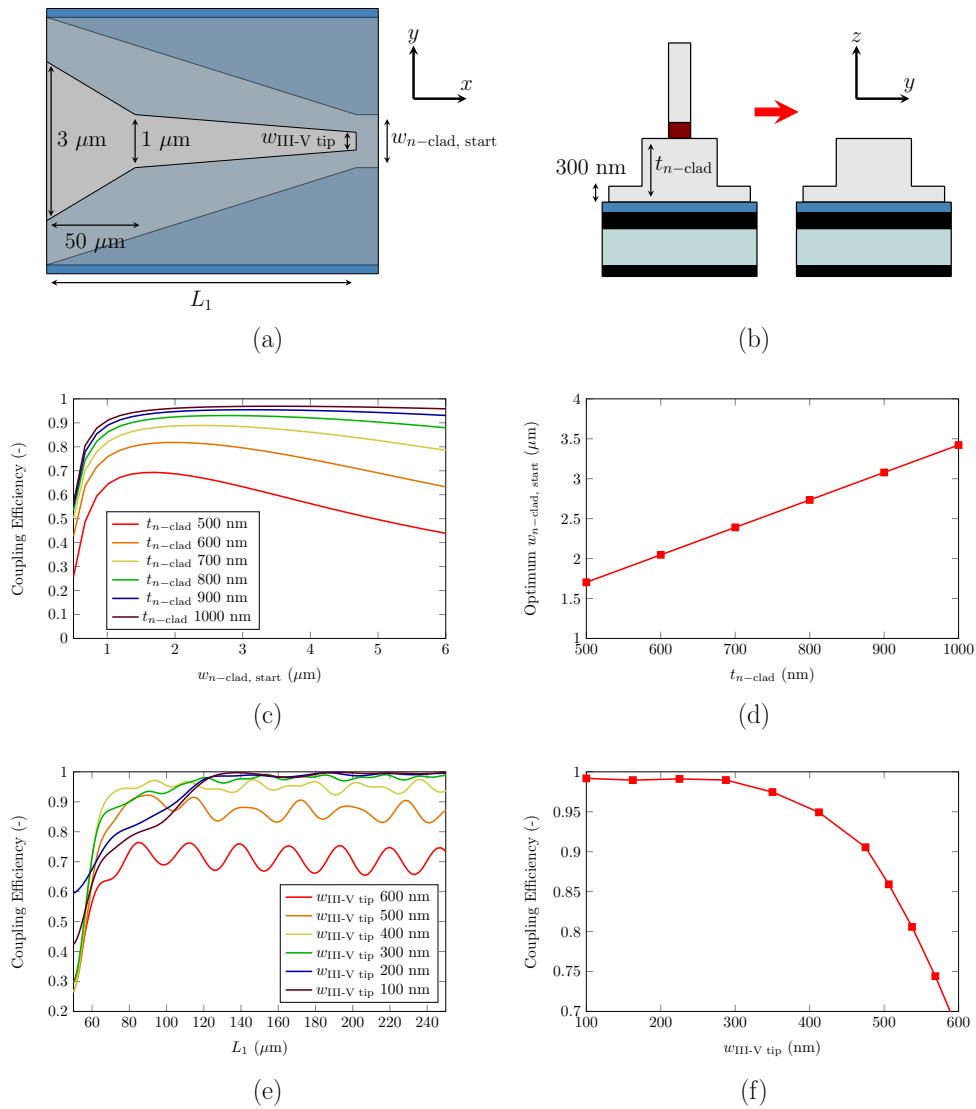 y
x
3 μm
1 μm
w_III-V tip
w_n−clad, start
50 μm
L_1
(a)
z
y
300 nm
t_n−clad
(b)
Coupling Efficiency (-)
1
0.9
0.8
0.7
0.6
0.5
0.4
0.3
0.2
0.1
0
t_n−clad 500 nm
t_n−clad 600 nm
t_n−clad 700 nm
t_n−clad 800 nm
t_n−clad 900 nm
t_n−clad 1000 nm
1 2 3 4 5 6
w_n−clad, start (μm)
(c)
Optimum w_n−clad, start (μm)
4
3.5
3
2.5
2
1.5
1
500 600 700 800 900 1000
t_n−clad (nm)
(d)
Coupling Efficiency (-)
1
0.9
0.8
0.7
0.6
0.5
0.4
0.3
0.2
w_III-V tip 600 nm
w_III-V tip 500 nm
w_III-V tip 400 nm
w_III-V tip 300 nm
w_III-V tip 200 nm
w_III-V tip 100 nm
60 80 100 120 140 160 180 200 220 240
L_1 (μm)
(e)
Coupling Efficiency (-)
1
0.95
0.9
0.85
0.8
0.75
0.7
100 200 300 400 500 600
w_III-V tip (nm)
(f)